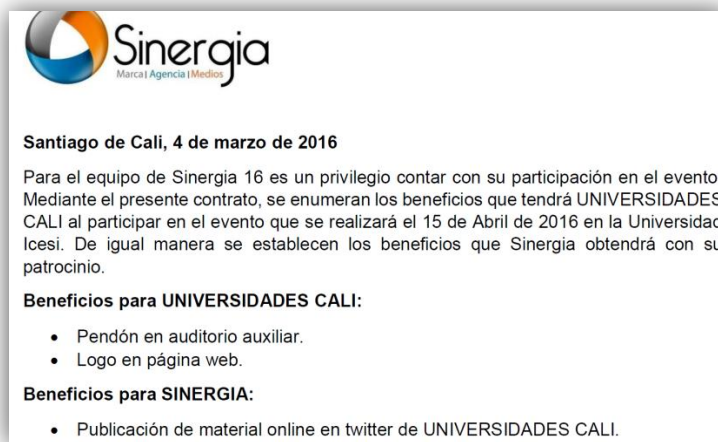 Sinergia
Marca | Agencia | Medios
Santiago de Cali, 4 de marzo de 2016
Para el equipo de Sinergia 16 es un privilegio contar con su participación en el evento
Mediante el presente contrato, se enumeran los beneficios que tendrá UNIVERSIDADES
CALI al participar en el evento que se realizará el 15 de Abril de 2016 en la Universidad
Icesi. De igual manera se establecen los beneficios que Sinergia obtendrá con su
patrocinio.
Beneficios para UNIVERSIDADES CALI:
• Pendón en auditorio auxiliar.
• Logo en página web.
Beneficios para SINERGIA:
• Publicación de material online en twitter de UNIVERSIDADES CALI.